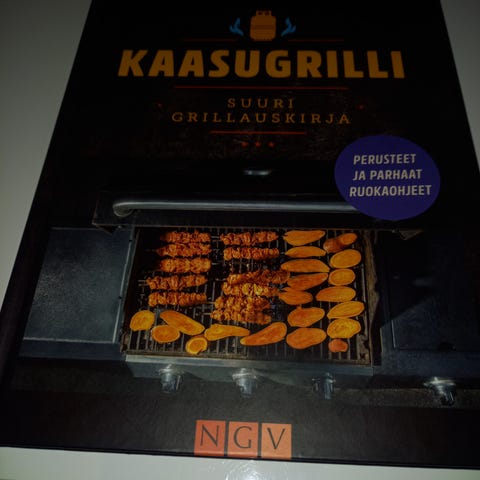 KAASUGRILLI
SUURI
GRILLAUSKIRJA
PERUSTEET
JA PARHAAT
RUOKAOHJEET
NGV